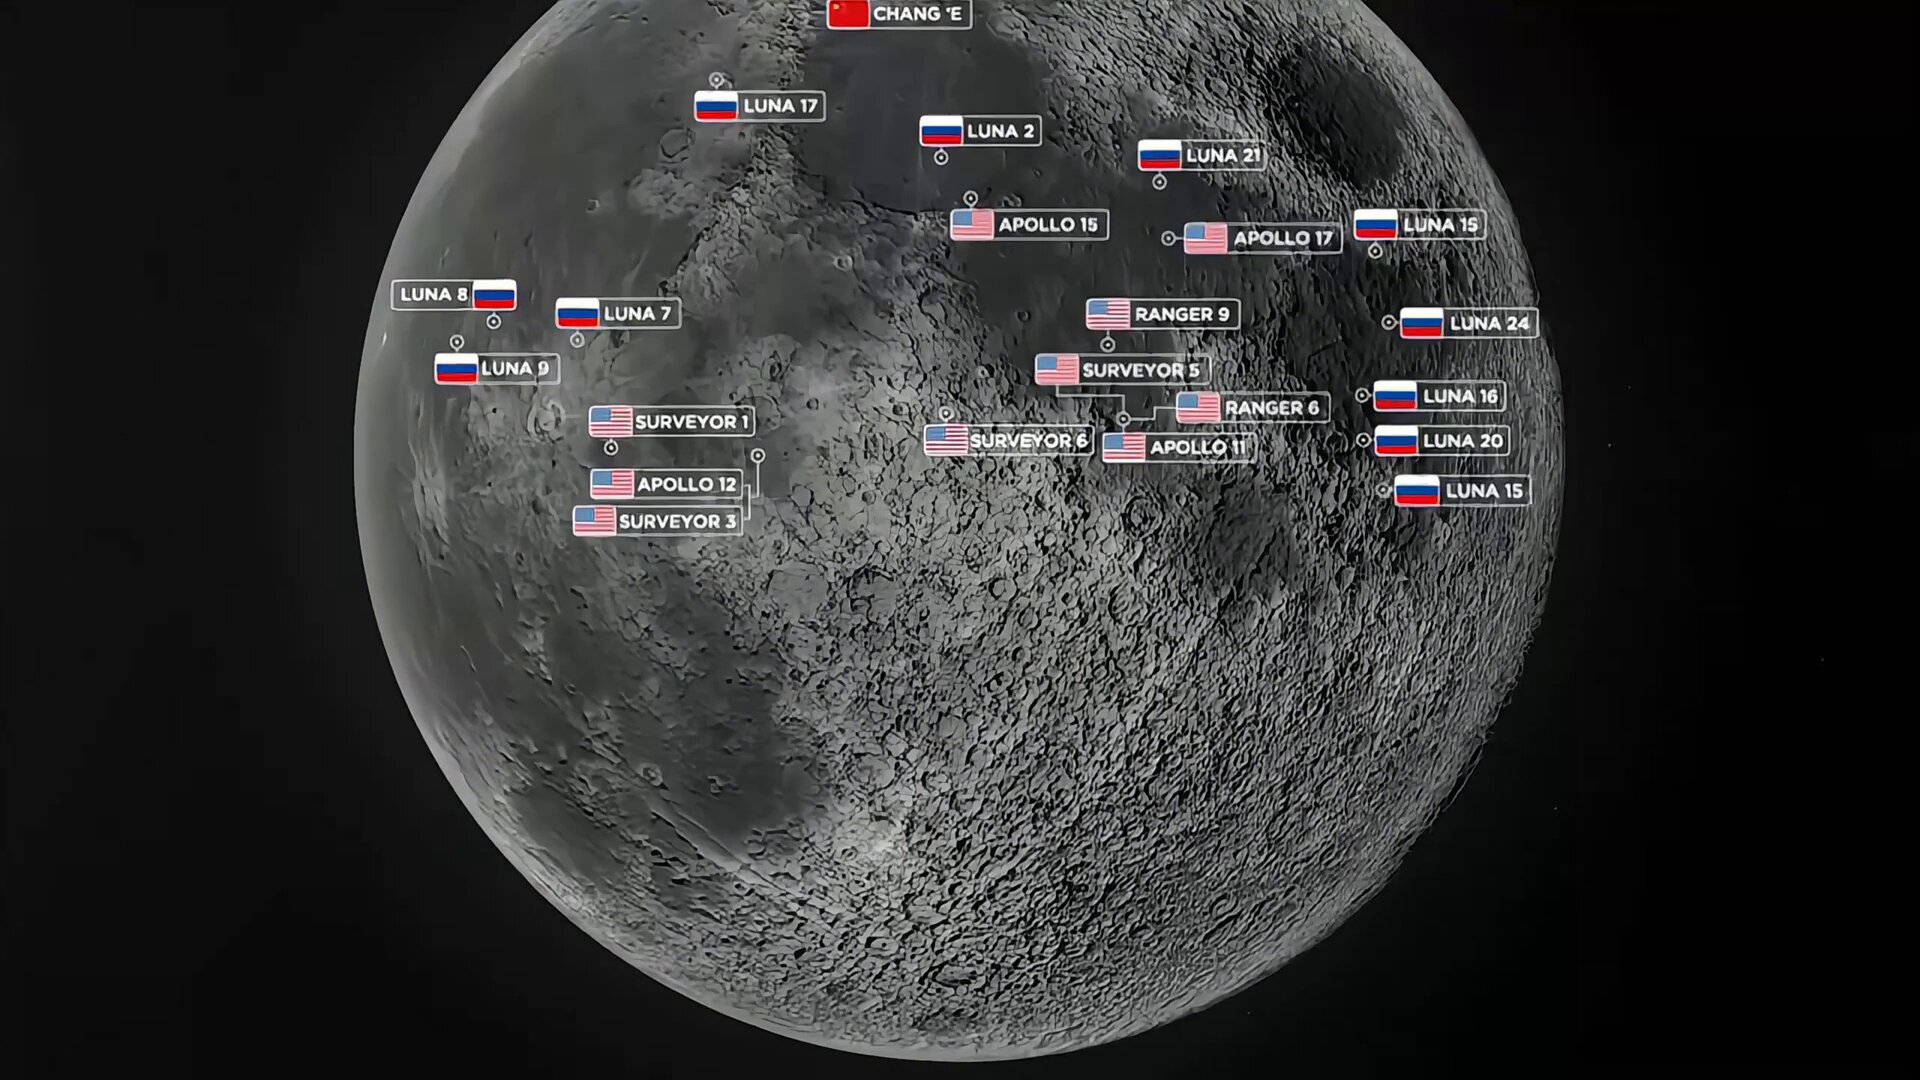 CHANG 'E
LUNA 17
LUNA 2
LUNA 21
APOLLO 15
APOLLO 17
LUNA 15
LUNA 8
LUNA 7
RANGER 9
LUNA 24
LUNA 9
SURVEYOR 5
LUNA 16
RANGER 6
SURVEYOR 1
SURVEYOR 6
APOLLO 11
LUNA 20
APOLLO 12
LUNA 15
SURVEYOR 3